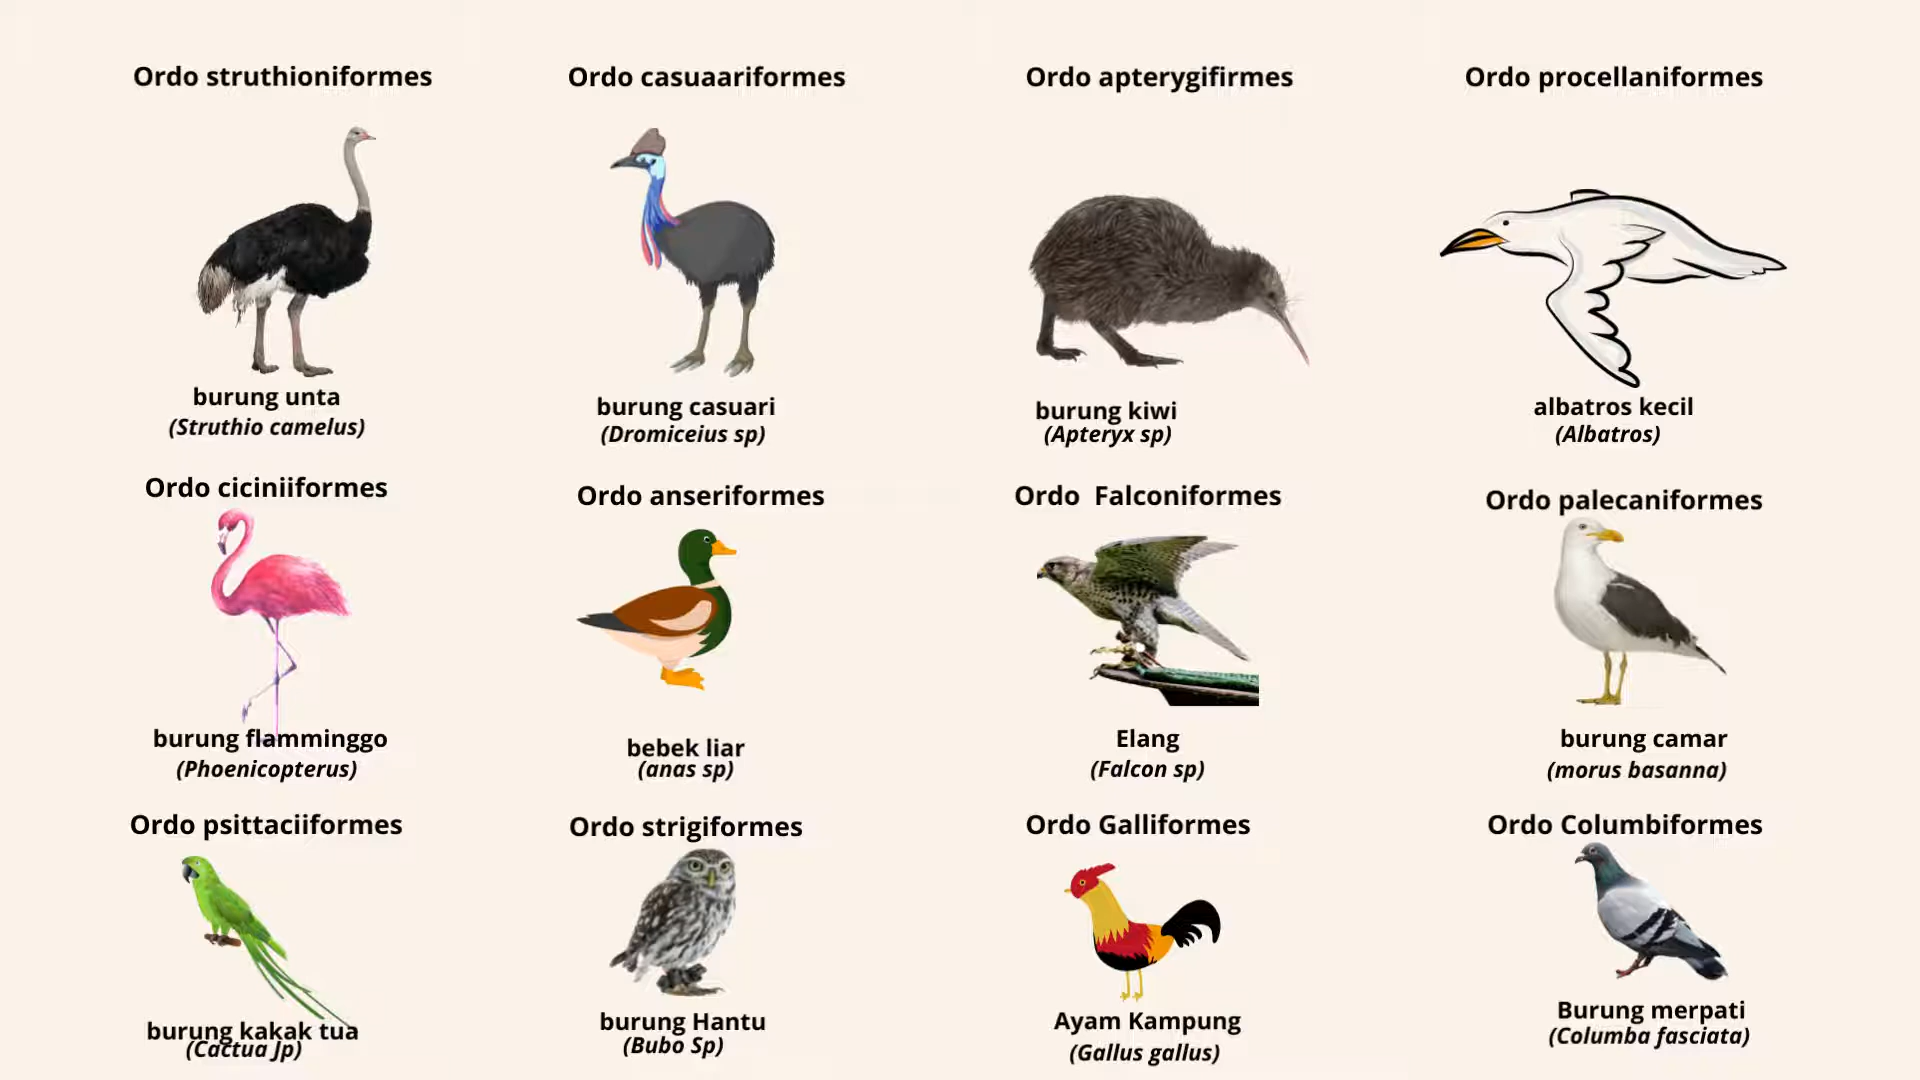 Ordo struthioniformes
Ordo casuaariformes
Ordo apterygifirmes
Ordo procellaniformes
burung unta
(Struthio camelus)
burung casuari
(Dromiceius sp)
burung kiwi
(Apteryx sp)
albatros kecil
(Albatros)
Ordo ciciniiformes
Ordo anseriformes
Ordo Falconiformes
Ordo palecaniformes
burung flamminggo
(Phoenicopterus)
bebek liar
(anas sp)
Elang
(Falcon sp)
burung camar
(morus basanna)
Ordo psittaciiformes
Ordo strigiformes
Ordo Galliformes
Ordo Columbiformes
burung kakak tua
(Cactua Jp)
burung Hantu
(Bubo Sp)
Ayam Kampung
(Gallus gallus)
Burung merpati
(Columba fasciata)